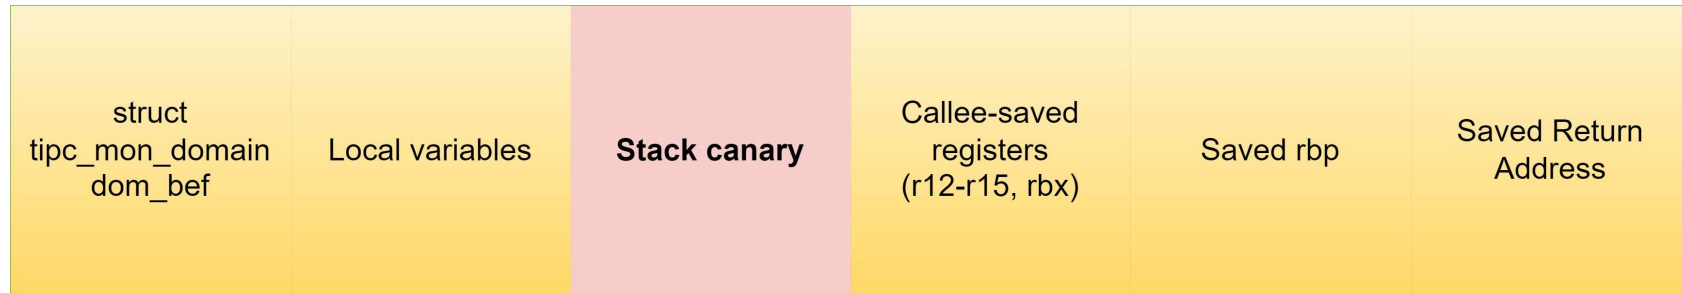 struct
tipc_mon_domain
dom_bef
Local variables
Stack canary
Callee-saved
registers
(r12-r15, rbx)
Saved rbp
Saved Return
Address